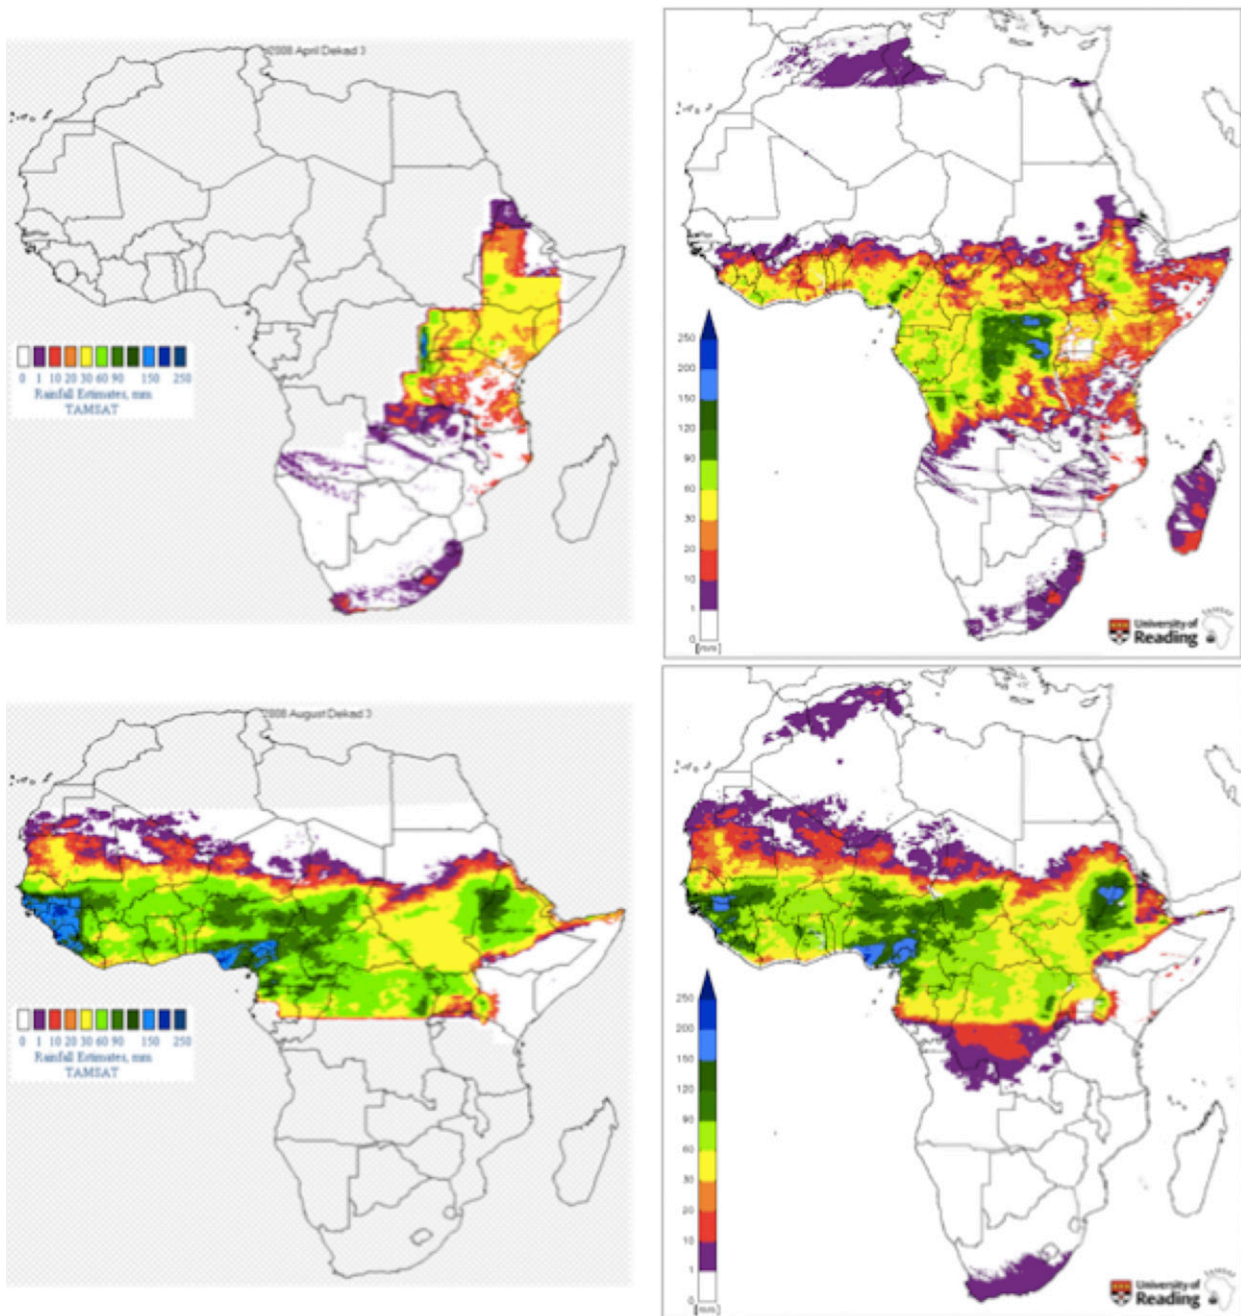 2008 April Dekad 3
0 1 10 20 30 60 90 150 250
Rainfall Estimates, mm
TAMSAT
250
200
150
120
90
60
30
20
10
1
0
[mm]
University of
Reading
TAMSAT
2008 August Dekad 3
0 1 10 20 30 60 90 150 250
Rainfall Estimates, mm
TAMSAT
250
200
150
120
90
60
30
20
10
1
0
[mm]
University of
Reading
TAMSAT